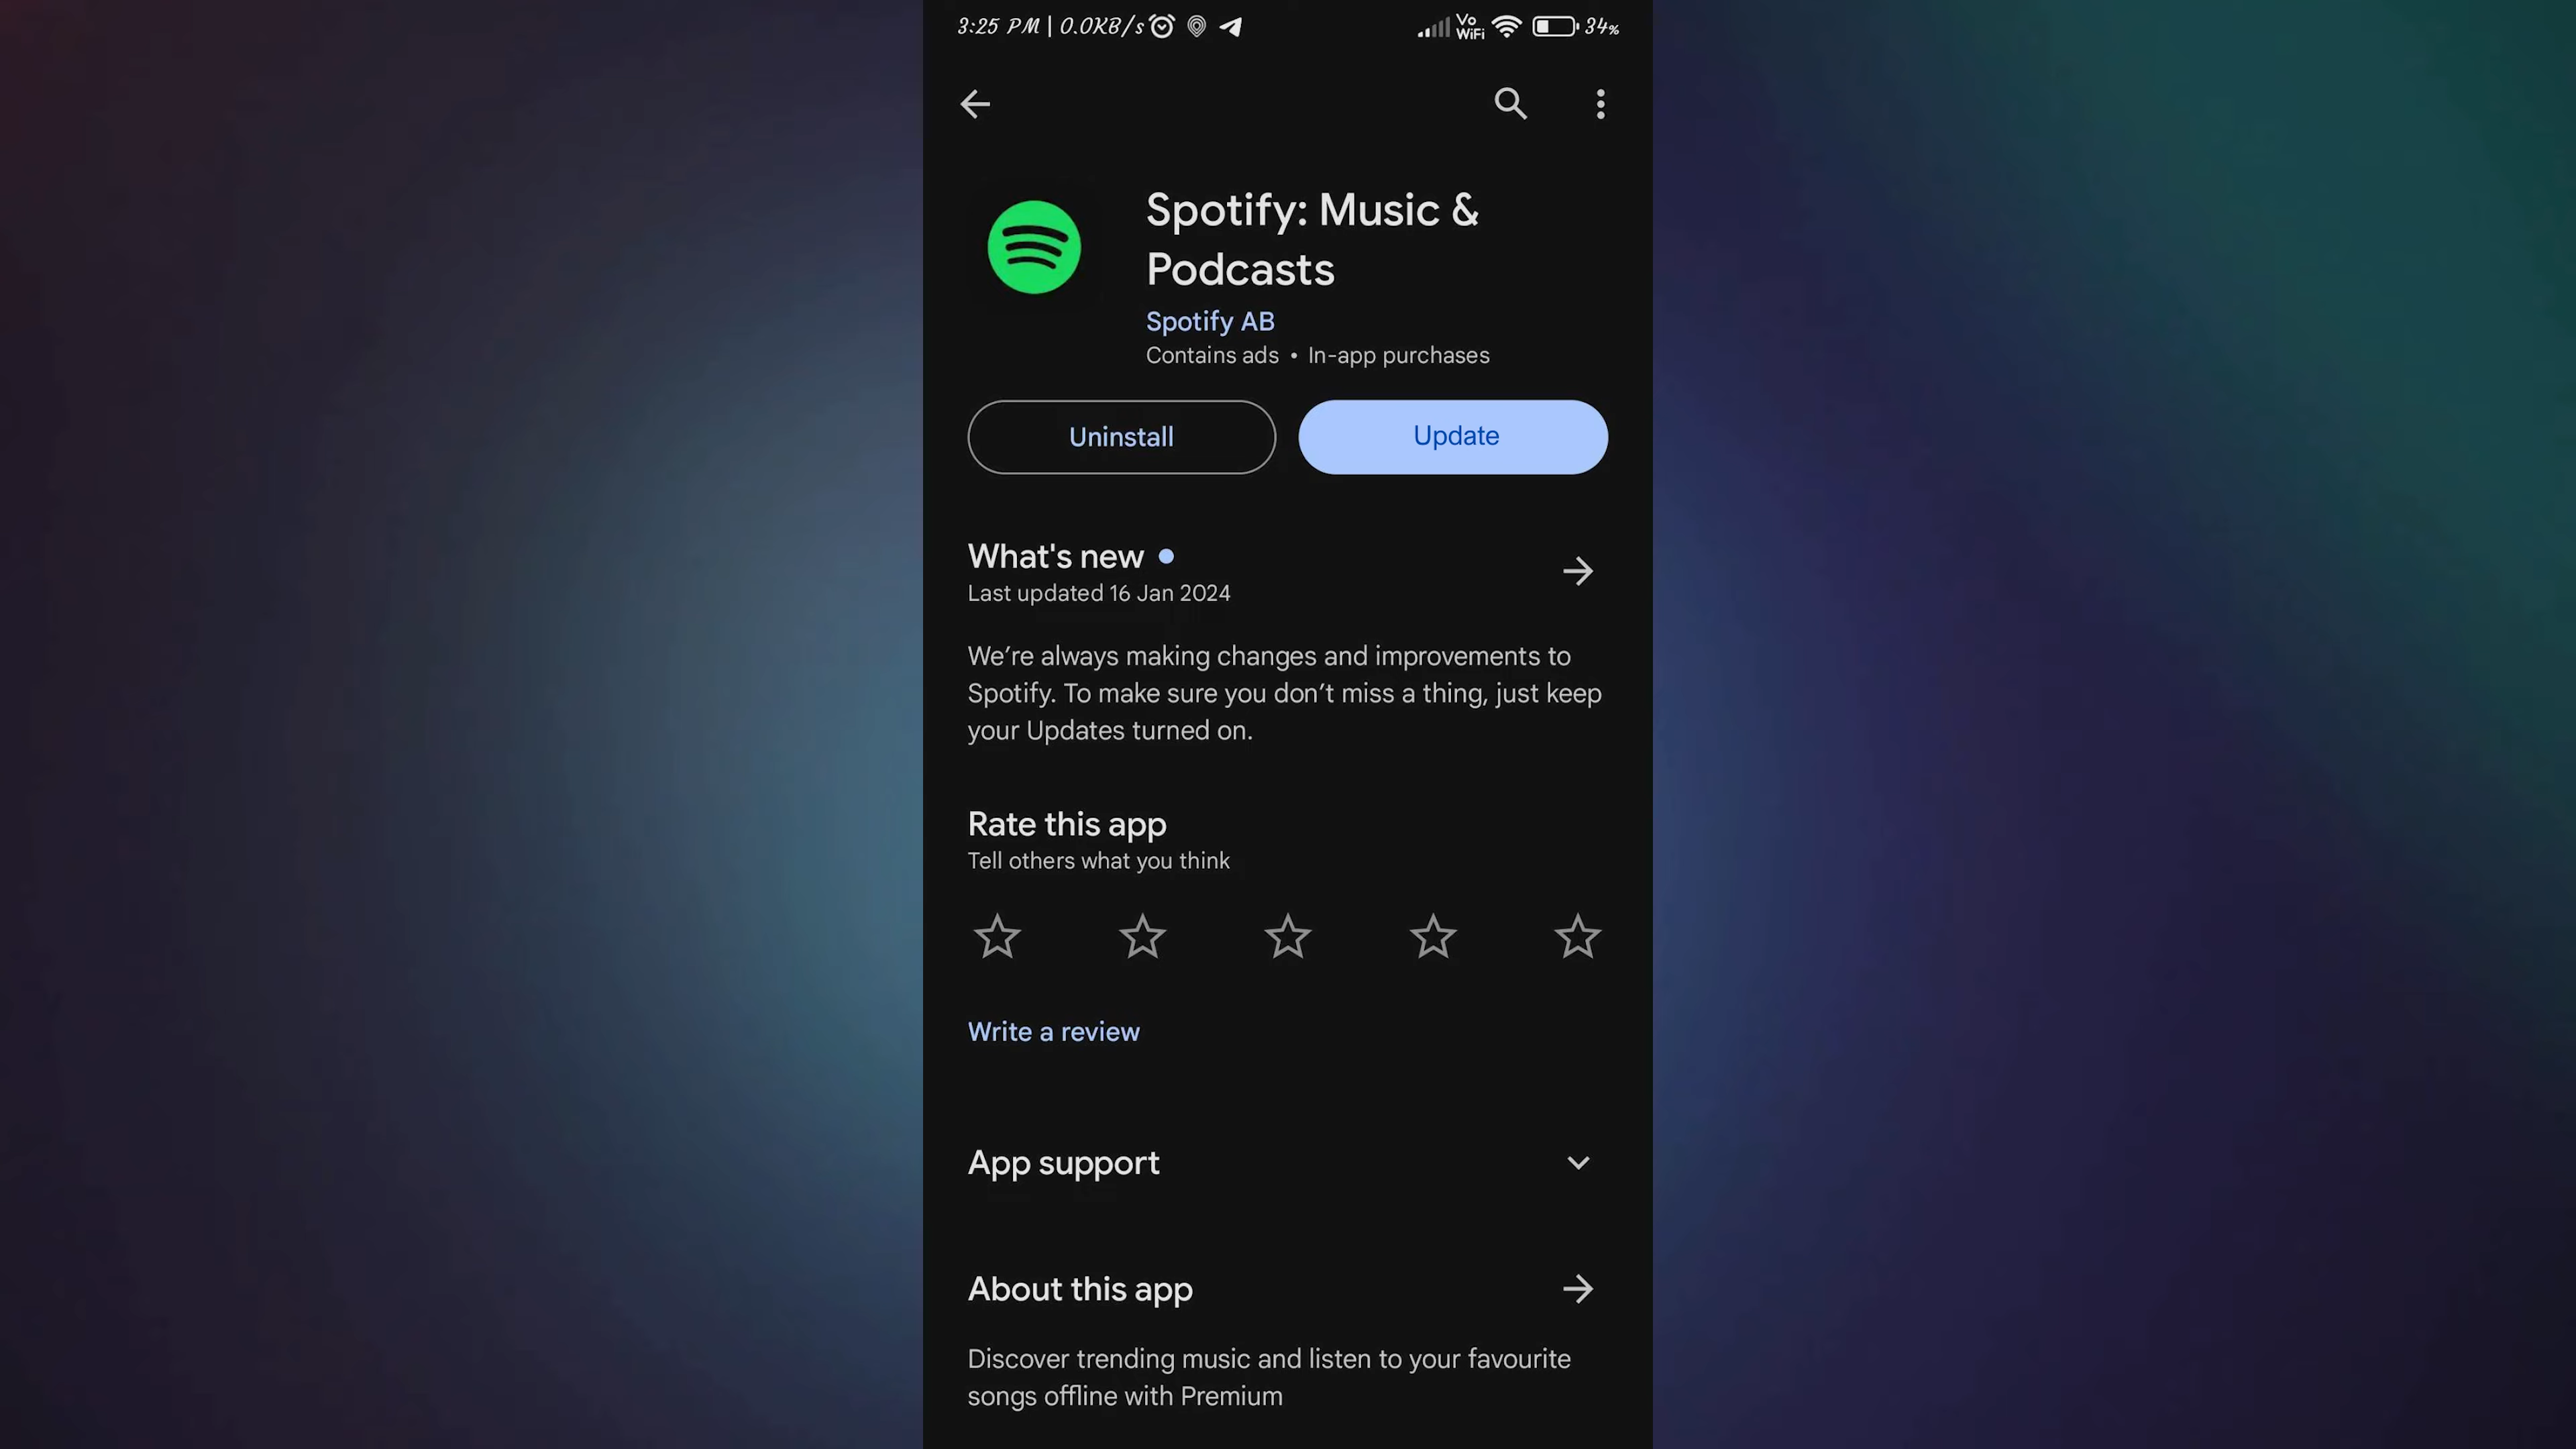 3:25 PM | 0.0KB/s Vo WiFi 34%
Spotify: Music &
Podcasts
Spotify AB
Contains ads • In-app purchases
Uninstall Update
What's new
Last updated 16 Jan 2024
We’re always making changes and improvements to
Spotify. To make sure you don’t miss a thing, just keep
your Updates turned on.
Rate this app
Tell others what you think
Write a review
App support
About this app
Discover trending music and listen to your favourite
songs offline with Premium